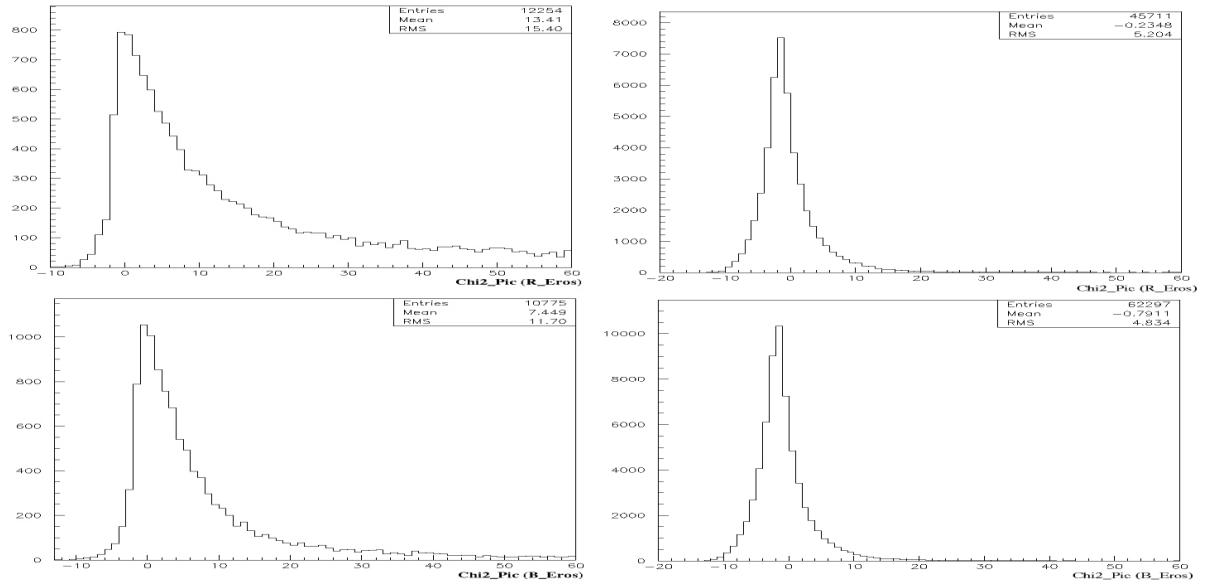 Entries 12254
Mean 13.41
RMS 15.40
800
700
600
500
400
300
200
100
0
-10 0 10 20 30 40 50 60
Chi2_Pic (R_Eros)
Entries 45711
Mean -0.2348
RMS 5.204
8000
7000
6000
5000
4000
3000
2000
1000
0
-20 -10 0 10 20 30 40 50 60
Chi2_Pic (R_Eros)
Entries 10775
Mean 7.449
RMS 11.70
1000
800
600
400
200
0
-10 0 10 20 30 40 50 60
Chi2_Pic (B_Eros)
Entries 62297
Mean -0.7911
RMS 4.834
10000
8000
6000
4000
2000
0
-20 -10 0 10 20 30 40 50 60
Chi2_Pic (B_Eros)